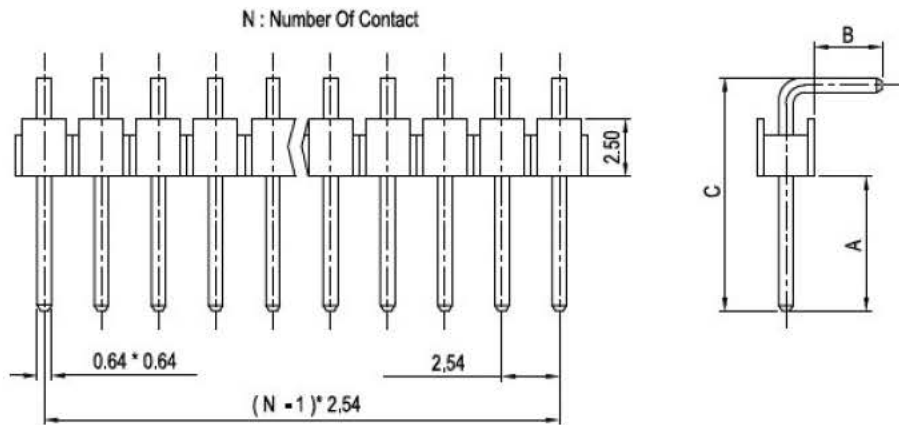 N : Number Of Contact
B
2.50
C
A
0.64 * 0.64
2,54
( N - 1 )* 2,54